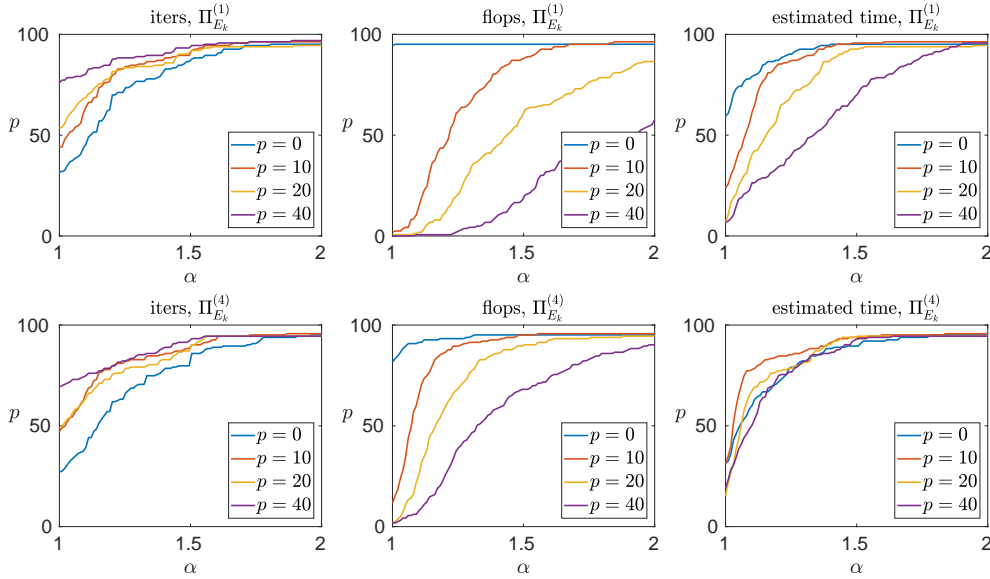 iters, Π_{E_k}^{(1)}
100
p
50
0
1
1.5
2
α
p = 0
p = 10
p = 20
p = 40
flops, Π_{E_k}^{(1)}
100
p
50
0
1
1.5
2
α
p = 0
p = 10
p = 20
p = 40
estimated time, Π_{E_k}^{(1)}
100
p
50
0
1
1.5
2
α
p = 0
p = 10
p = 20
p = 40
iters, Π_{E_k}^{(4)}
100
p
50
0
1
1.5
2
α
p = 0
p = 10
p = 20
p = 40
flops, Π_{E_k}^{(4)}
100
p
50
0
1
1.5
2
α
p = 0
p = 10
p = 20
p = 40
estimated time, Π_{E_k}^{(4)}
100
p
50
0
1
1.5
2
α
p = 0
p = 10
p = 20
p = 40